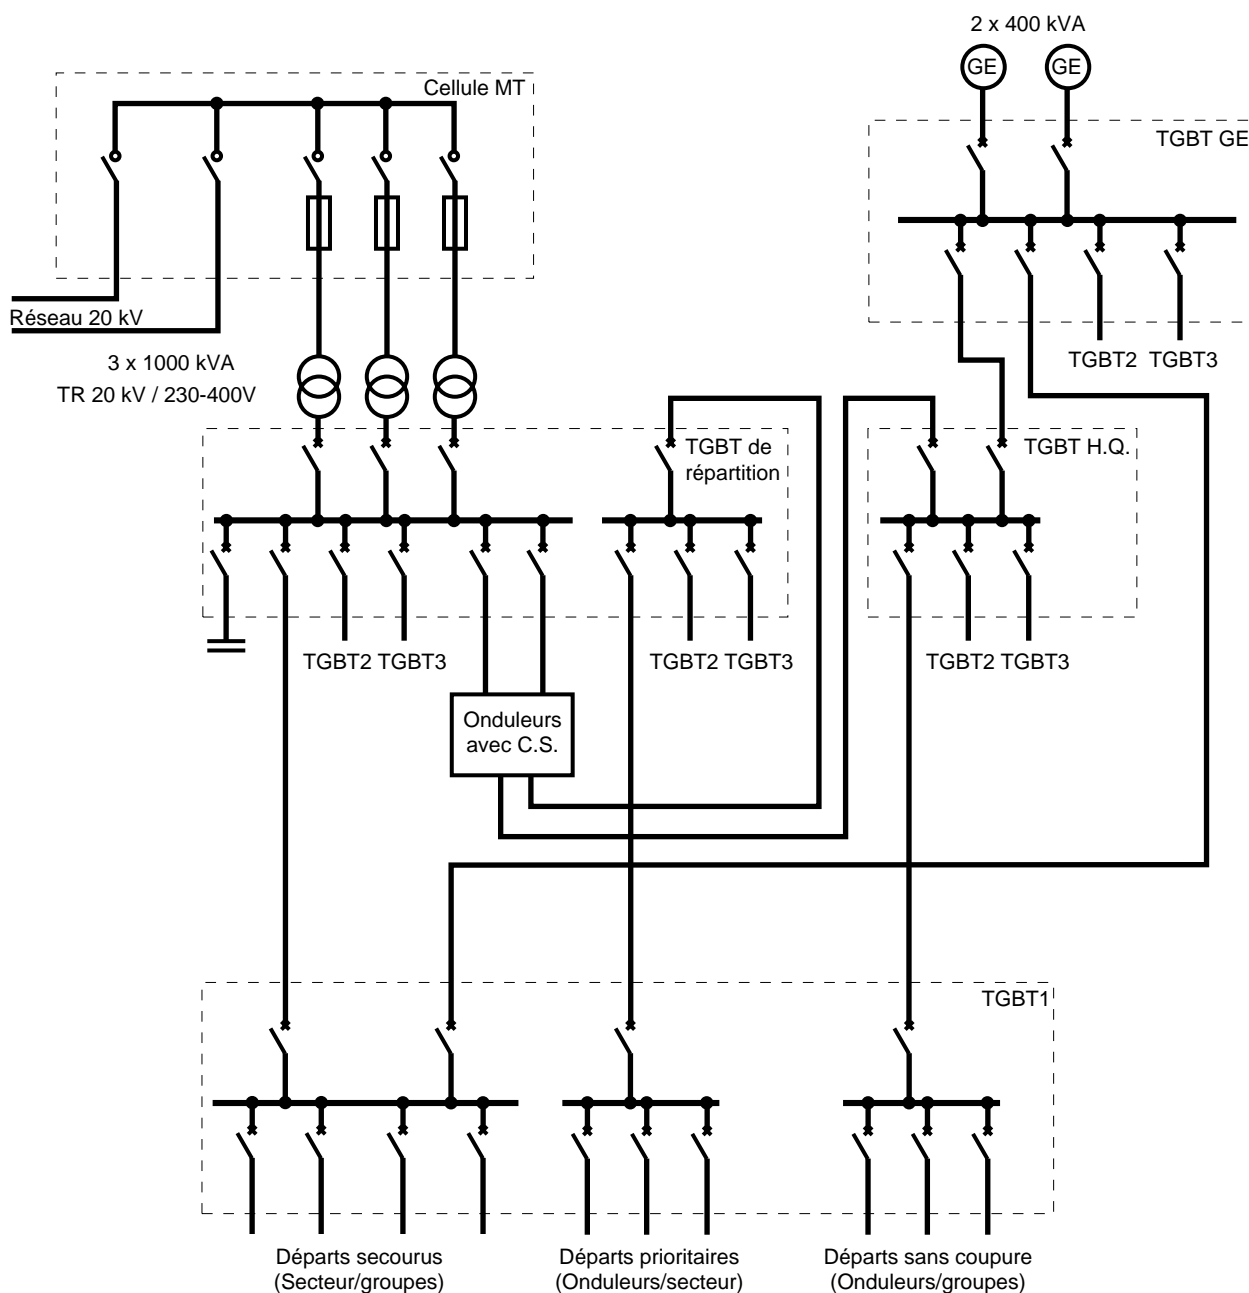 2 x 400 kVA
GE GE
Cellule MT
TGBT GE
Réseau 20 kV
3 x 1000 kVA
TR 20 kV / 230-400V
TGBT2 TGBT3
TGBT de
répartition
TGBT H.Q.
TGBT2 TGBT3
TGBT2 TGBT3
TGBT2 TGBT3
Onduleurs
avec C.S.
TGBT1
Départs secourus
(Secteur/groupes)
Départs prioritaires
(Onduleurs/secteur)
Départs sans coupure
(Onduleurs/groupes)